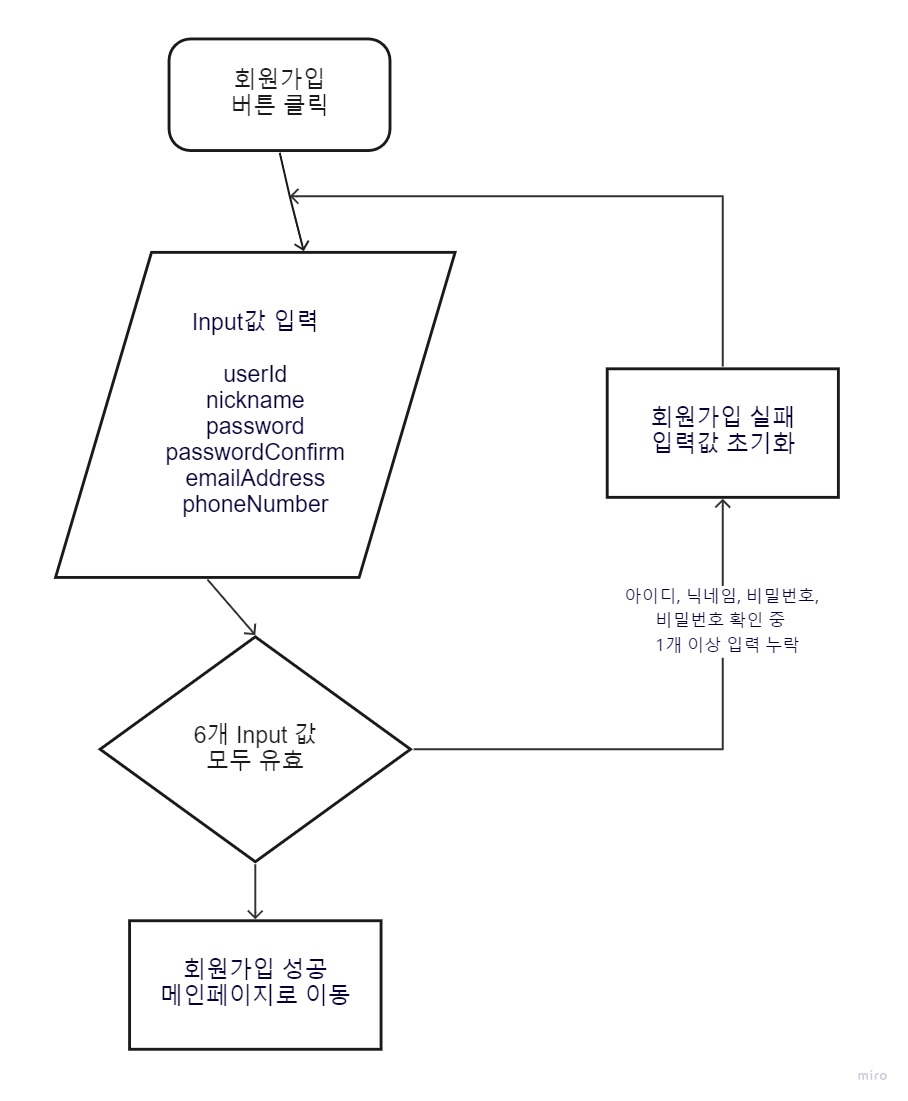 회원가입
버튼 클릭
Input값 입력
userId
nickname
password
passwordConfirm
emailAddress
phoneNumber
회원가입 실패
입력값 초기화
아이디, 닉네임, 비밀번호,
비밀번호 확인 중
1개 이상 입력 누락
6개 Input 값
모두 유효
회원가입 성공
메인페이지로 이동
miro